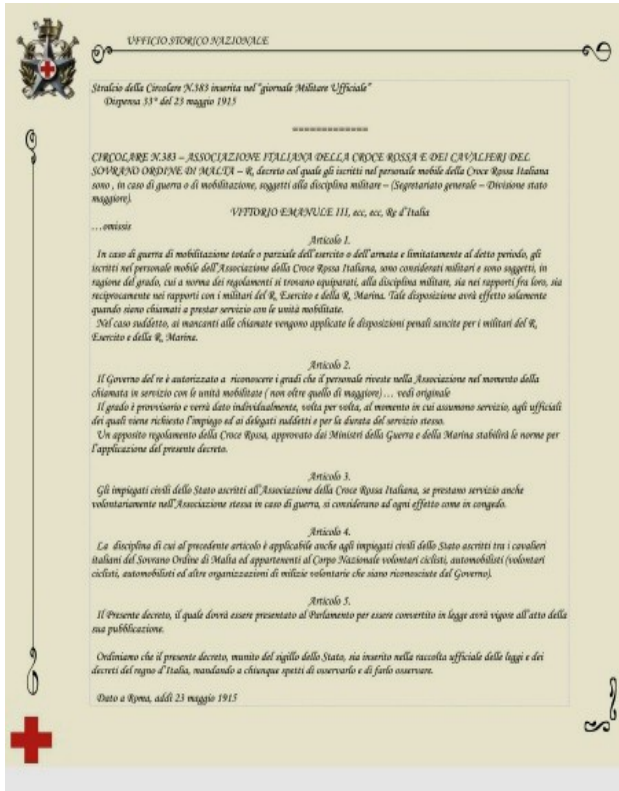 UFFICIO STORICO NAZIONALE
Stralcio della Circolare N.383 inserita nel "giornale Militare Ufficiale"
Dispensa 33° del 23 maggio 1915
=============
CIRCOLARE N.383 – ASSOCIAZIONE ITALIANA DELLA CROCE ROSSA E DEI CAVALIERI DEL
SOVRANO ORDINE DI MALTA – R. decreto col quale gli iscritti nel personale mobile della Croce Rossa Italiana
sono , in caso di guerra o di mobilitazione, soggetti alla disciplina militare – (Segretariato generale – Divisione stato
maggiore).
VITTORIO EMANULE III, ecc, ecc, Re d'Italia
…omissis
Articolo 1.
In caso di guerra di mobilitazione totale o parziale dell'esercito o dell'armata e limitatamente al detto periodo, gli
iscritti nel personale mobile dell'Associazione della Croce Rossa Italiana, sono considerati militari e sono soggetti, in
ragione del grado, cui a norma dei regolamenti si trovano equiparati, alla disciplina militare, sia nei rapporti fra loro, sia
reciprocamente nei rapporti con i militari del R. Esercito e della R. Marina. Tale disposizione avrà effetto solamente
quando siano chiamati a prestar servizio con le unità mobilitate.
Nel caso suddetto, ai mancanti alle chiamate vengono applicate le disposizioni penali sancite per i militari del R.
Esercito e della R. Marina.
Articolo 2.
Il Governo del re è autorizzato a riconoscere i gradi che il personale riveste nella Associazione nel momento della
chiamata in servizio con le unità mobilitate ( non oltre quello di maggiore)… vedi originale
Il grado è provvisorio e verrà dato individualmente, volta per volta, al momento in cui assumono servizio, agli ufficiali
dei quali viene richiesto l'impiego ed ai delegati suddetti e per la durata del servizio stesso.
Un apposito regolamento della Croce Rossa, approvato dai Ministri della Guerra e della Marina stabilirà le norme per
l'applicazione del presente decreto.
Articolo 3.
Gli impiegati civili dello Stato ascritti all'Associazione della Croce Rossa Italiana, se prestano servizio anche
volontariamente nell'Associazione stessa in caso di guerra, si considerano ad ogni effetto come in congedo.
Articolo 4.
La disciplina di cui al precedente articolo è applicabile anche agli impiegati civili dello Stato ascritti tra i cavalieri
italiani del Sovrano Ordine di Malta ed appartenenti al Corpo Nazionale volontari ciclisti, automobilisti (volontari
ciclisti, automobilisti ed altre organizzazioni di milizie volontarie che siano riconosciute dal Governo).
Articolo 5.
Il Presente decreto, il quale dovrà essere presentato al Parlamento per essere convertito in legge avrà vigore all'atto della
sua pubblicazione.
Ordiniamo che il presente decreto, munito del sigillo dello Stato, sia inserito nella raccolta ufficiale delle leggi e dei
decreti del regno d'Italia, mandando a chiunque spetti di osservarlo e di farlo osservare.
Dato a Roma, addì 23 maggio 1915